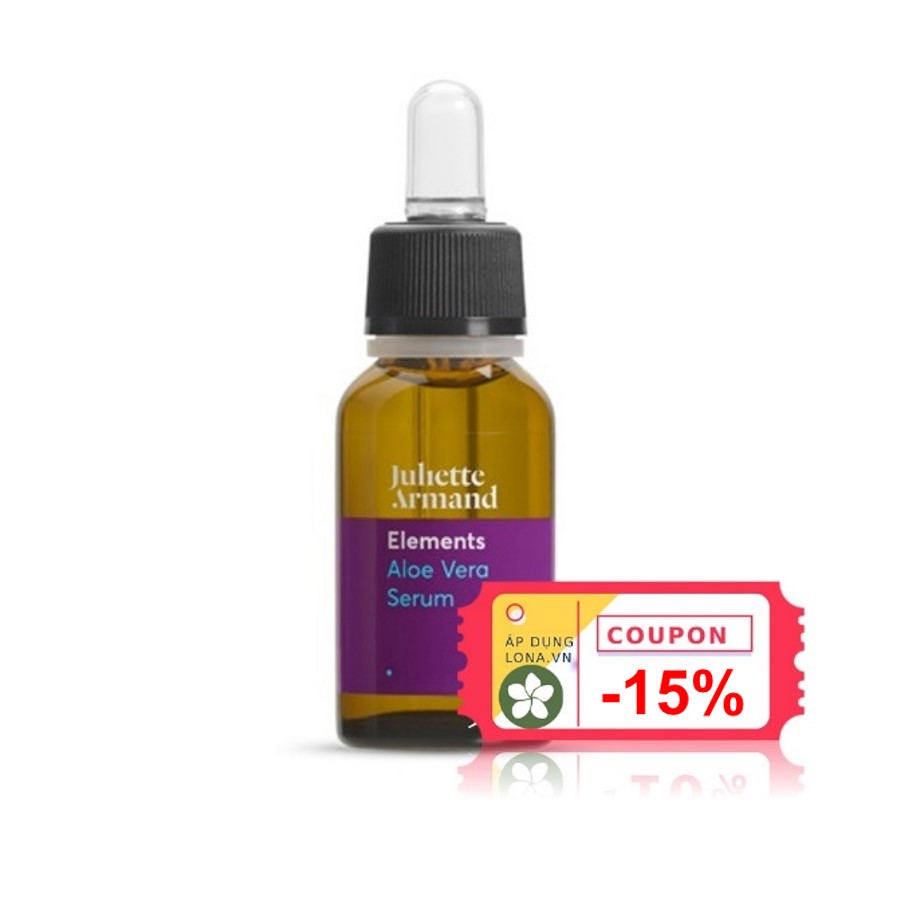 Juliette
Armand
Elements
Aloe Vera
Serum
ÁP DỤNG
LONA.VN
COUPON
-15%